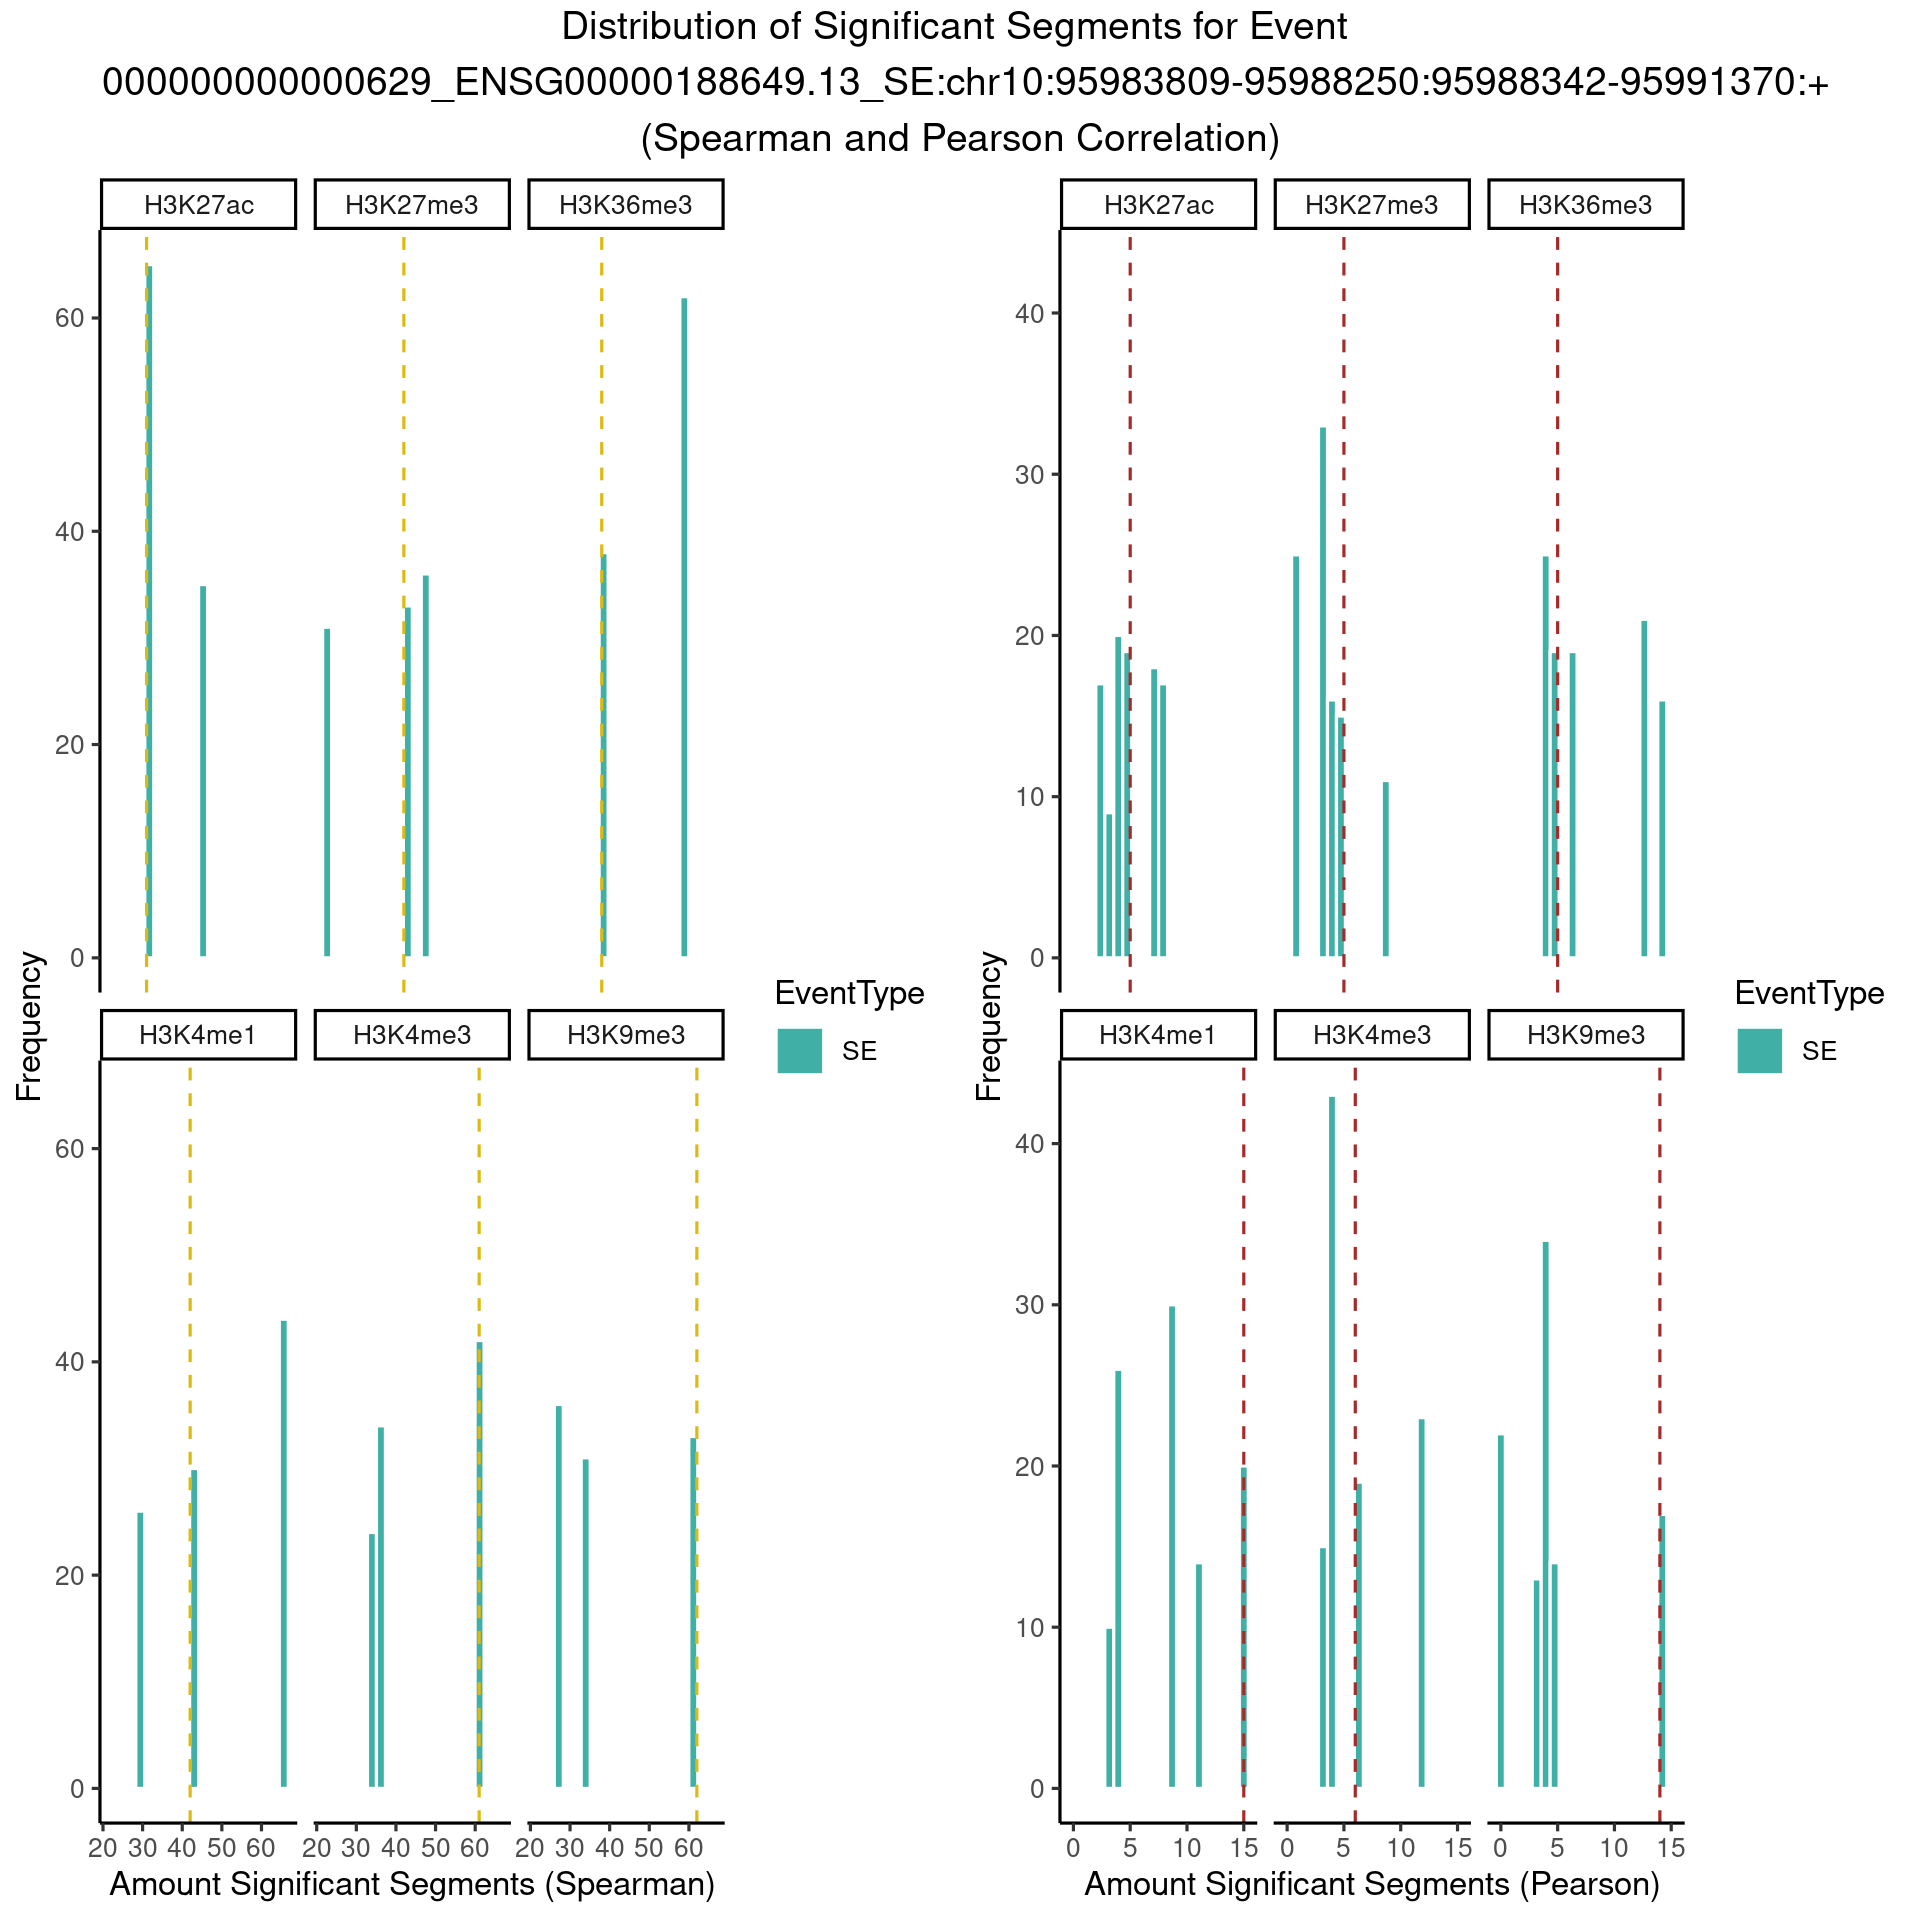 Distribution of Significant Segments for Event
000000000000629_ENSG00000188649.13_SE:chr10:95983809-95988250:95988342-95991370:+
(Spearman and Pearson Correlation)
H3K27ac H3K27me3 H3K36me3
60
40
20
0
H3K4me1 H3K4me3 H3K9me3
60
40
20
0
20 30 40 50 60 20 30 40 50 60 20 30 40 50 60
Frequency
Amount Significant Segments (Spearman)
EventType
SE
H3K27ac H3K27me3 H3K36me3
40
30
20
10
0
H3K4me1 H3K4me3 H3K9me3
40
30
20
10
0
0 5 10 15 0 5 10 15 0 5 10 15
Frequency
Amount Significant Segments (Pearson)
EventType
SE